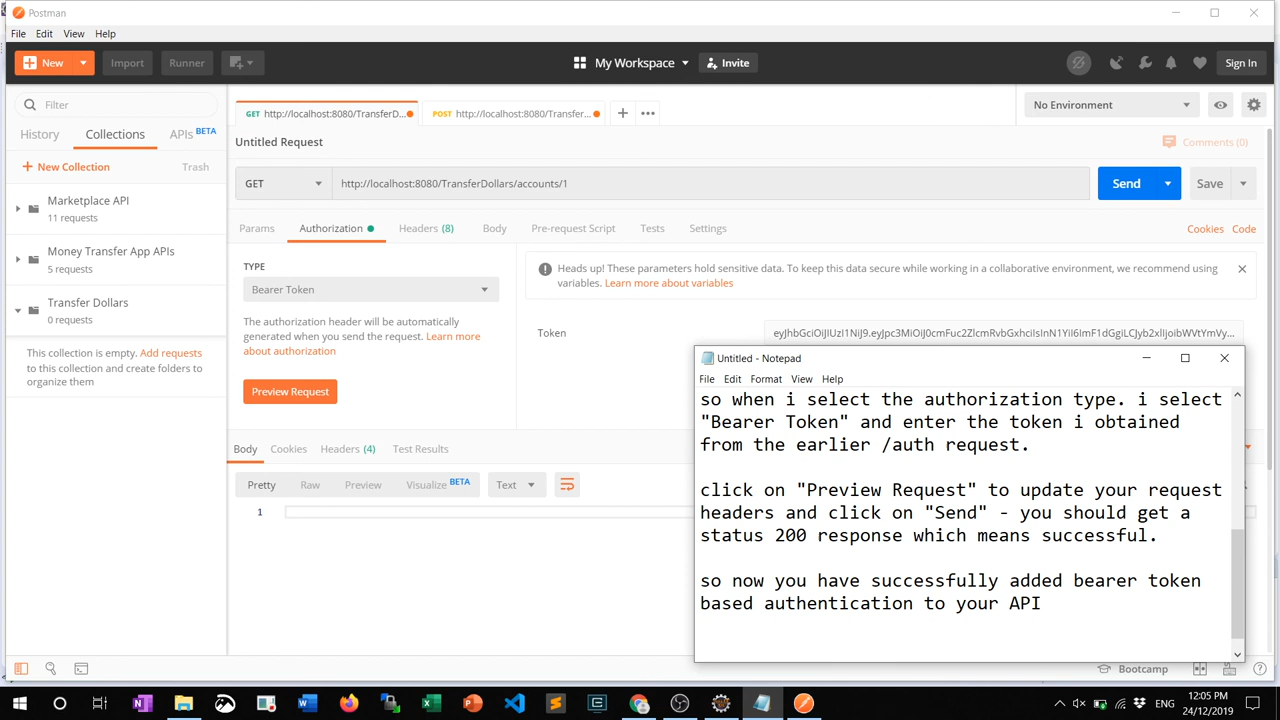 Postman
File Edit View Help
New Import Runner My Workspace Invite Sign In
Filter
History Collections APIs BETA
New Collection Trash
Marketplace API
11 requests
Money Transfer App APIs
5 requests
Transfer Dollars
0 requests
This collection is empty. Add requests
to this collection and create folders to
organize them
GET http://localhost:8080/TransferD... POST http://localhost:8080/Transfer...
No Environment
Untitled Request
Comments (0)
GET http://localhost:8080/TransferDollars/accounts/1 Send Save
Params Authorization Headers (8) Body Pre-request Script Tests Settings Cookies Code
TYPE
Bearer Token
The authorization header will be automatically
generated when you send the request. Learn more
about authorization
Preview Request
Heads up! These parameters hold sensitive data. To keep this data secure while working in a collaborative environment, we recommend using
variables. Learn more about variables
Token
Body Cookies Headers (4) Test Results
Pretty Raw Preview Visualize BETA Text
1
Untitled - Notepad
File Edit Format View Help
so when i select the authorization type. i select
"Bearer Token" and enter the token i obtained
from the earlier /auth request.
click on "Preview Request" to update your request
headers and click on "Send" - you should get a
status 200 response which means successful.
so now you have successfully added bearer token
based authentication to your API
Bootcamp
ENG
12:05 PM
24/12/2019